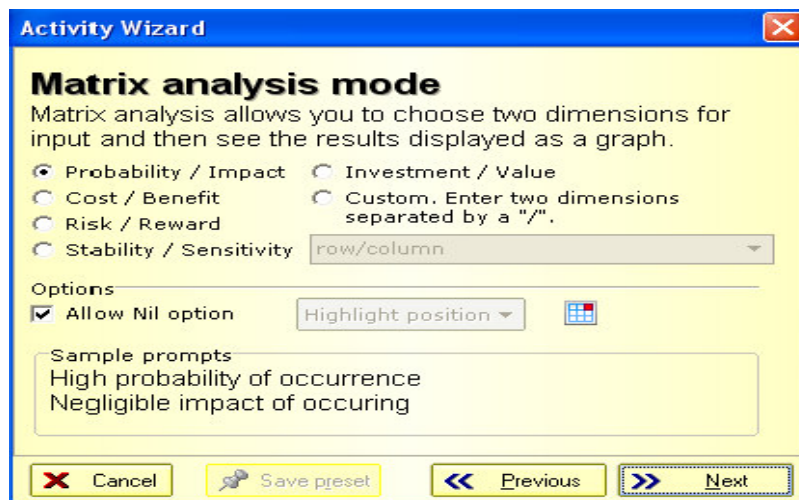 Activity Wizard
Matrix analysis mode
Matrix analysis allows you to choose two dimensions for
input and then see the results displayed as a graph.
Probability / Impact
Investment / Value
Cost / Benefit
Custom. Enter two dimensions
separated by a "/".
Risk / Reward
Stability / Sensitivity
row/column
Options
Allow Nil option
Highlight position
Sample prompts
High probability of occurrence
Negligible impact of occuring
Cancel
Save preset
Previous
Next